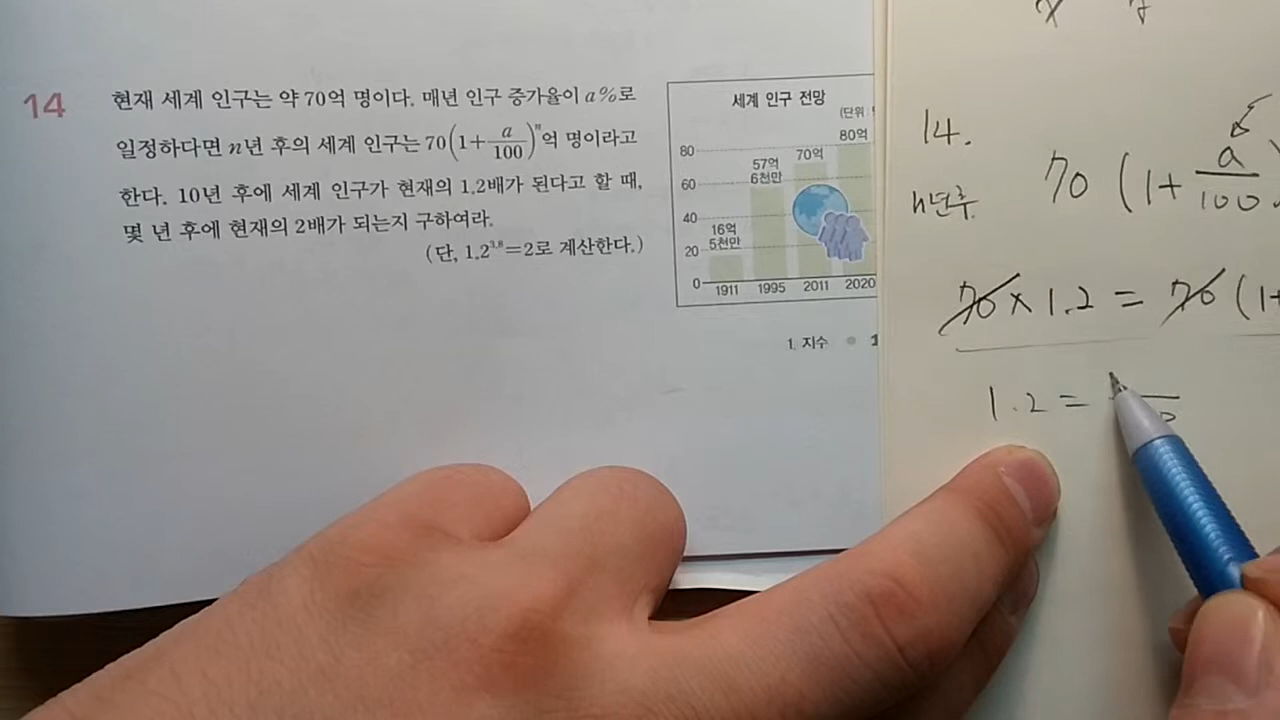 14
현재 세계 인구는 약 70억 명이다. 매년 인구 증가율이 a%로
일정하다면 n년 후의 세계 인구는 70(1+a/100)^n억 명이라고
한다. 10년 후에 세계 인구가 현재의 1.2배가 된다고 할 때,
몇 년 후에 현재의 2배가 되는지 구하여라.
(단, 1.2^3.8=2로 계산한다.)
세계 인구 전망
(단위:
80억
70억
57억
6천만
16억
5천만
80
60
40
20
0
1911 1995 2011 2020
1. 지수
14.
n년후 70 (1+ a/100
70 × 1.2 = 70 (1+
1.2 =